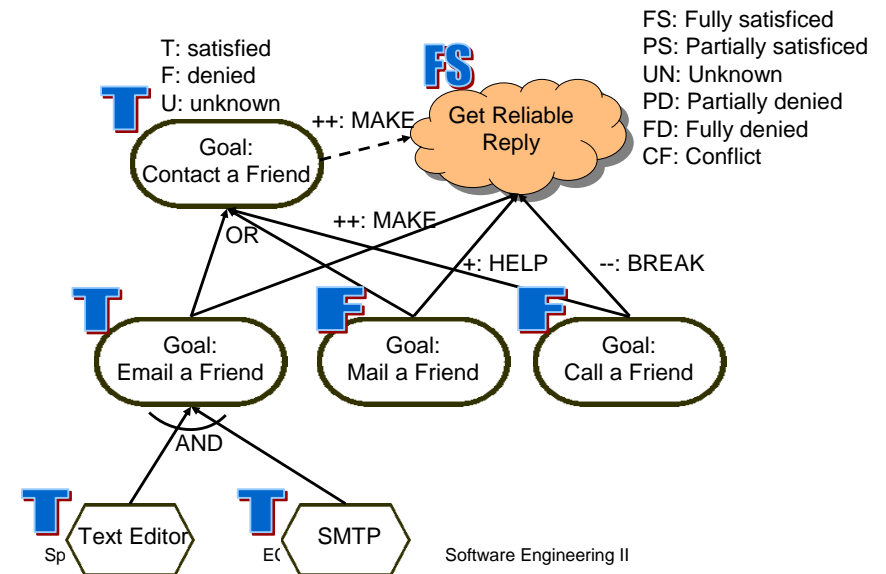 T: satisfied
F: denied
U: unknown
FS: Fully satisficed
PS: Partially satisficed
UN: Unknown
PD: Partially denied
FD: Fully denied
CF: Conflict
T
FS
++: MAKE
Goal:
Contact a Friend
Get Reliable
Reply
OR
++: MAKE
+: HELP
--: BREAK
T
F
F
Goal:
Email a Friend
Goal:
Mail a Friend
Goal:
Call a Friend
AND
T
T
Text Editor
SMTP
Sp
Software Engineering II